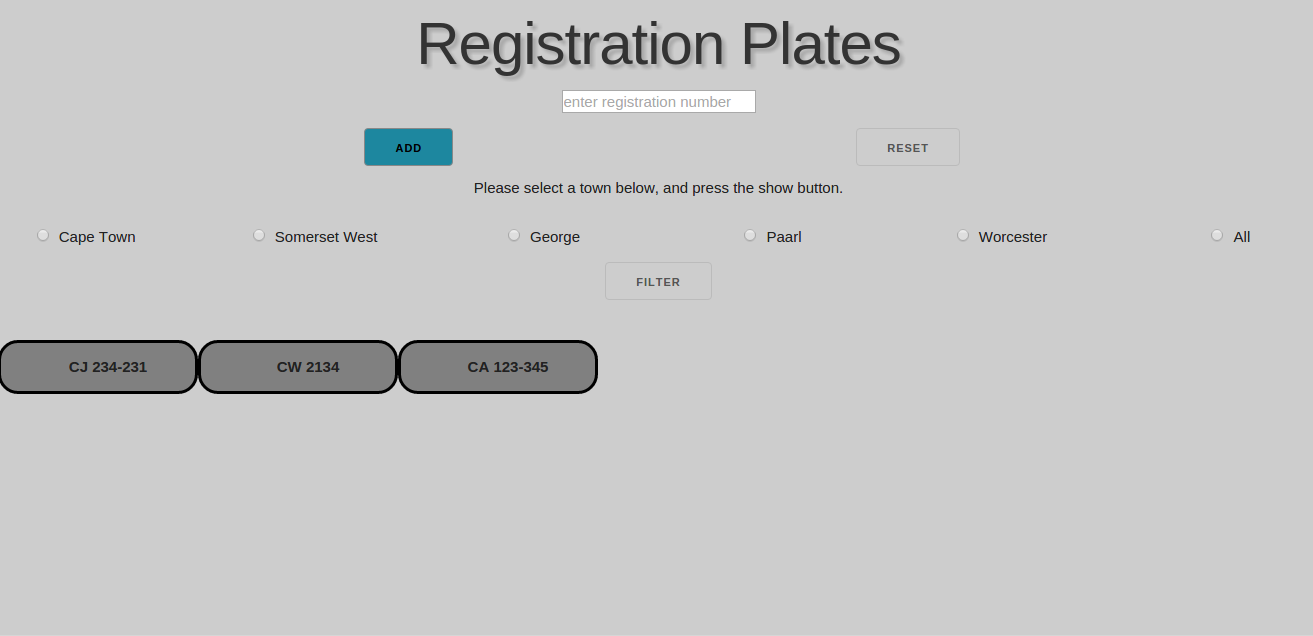 Registration Plates
enter registration number
ADD RESET
Please select a town below, and press the show button.
Cape Town Somerset West George Paarl Worcester All
FILTER
CJ 234-231 CW 2134 CA 123-345